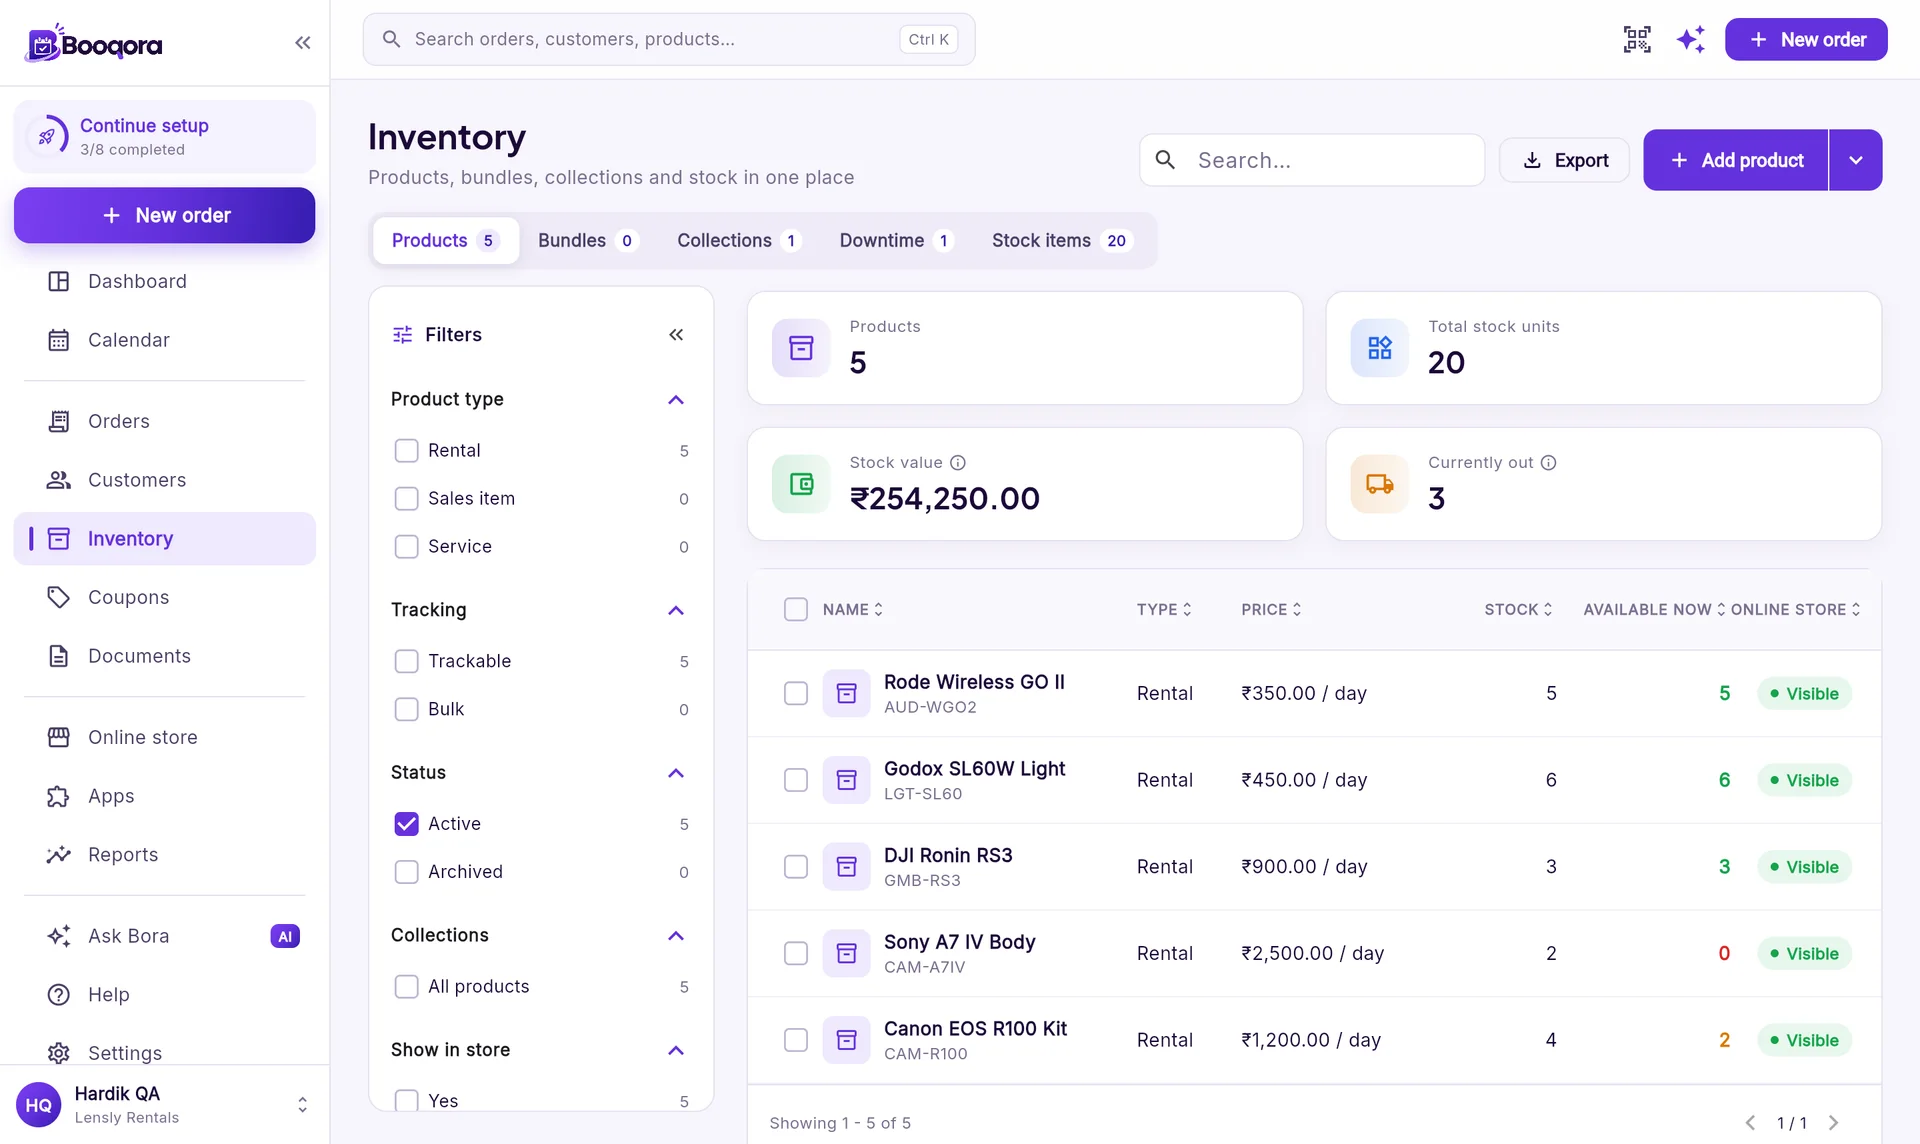 Booqora
Search orders, customers, products...
Ctrl K
New order
Continue setup
3/8 completed
New order
Dashboard
Calendar
Orders
Customers
Inventory
Coupons
Documents
Online store
Apps
Reports
Ask Bora
AI
Help
Settings
HQ
Hardik QA
Lensly Rentals
Inventory
Products, bundles, collections and stock in one place
Search...
Export
Add product
Products 5
Bundles 0
Collections 1
Downtime 1
Stock items 20
Filters
Product type
Rental 5
Sales item 0
Service 0
Tracking
Trackable 5
Bulk 0
Status
Active 5
Archived 0
Collections
All products 5
Show in store
Yes 5
Products
5
Total stock units
20
Stock value
₹254,250.00
Currently out
3
NAME TYPE PRICE STOCK AVAILABLE NOW ONLINE STORE
Rode Wireless GO II
AUD-WGO2
Rental ₹350.00 / day 5 5 Visible
Godox SL60W Light
LGT-SL60
Rental ₹450.00 / day 6 6 Visible
DJI Ronin RS3
GMB-RS3
Rental ₹900.00 / day 3 3 Visible
Sony A7 IV Body
CAM-A7IV
Rental ₹2,500.00 / day 2 0 Visible
Canon EOS R100 Kit
CAM-R100
Rental ₹1,200.00 / day 4 2 Visible
Showing 1 - 5 of 5
1 / 1